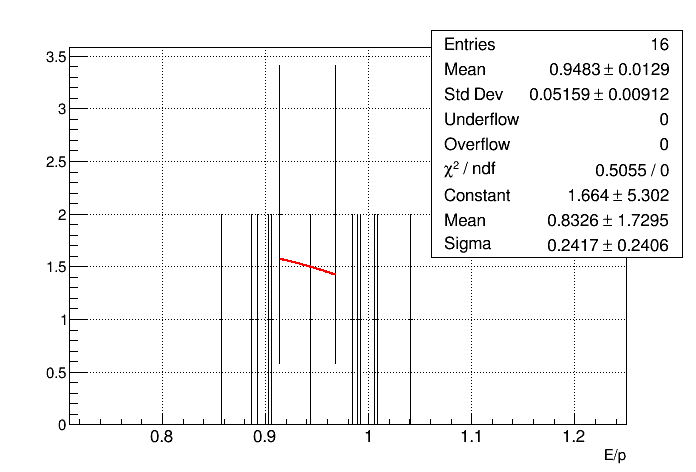 Entries 16
Mean 0.9483 ± 0.0129
Std Dev 0.05159 ± 0.00912
Underflow 0
Overflow 0
χ² / ndf 0.5055 / 0
Constant 1.664 ± 5.302
Mean 0.8326 ± 1.7295
Sigma 0.2417 ± 0.2406
3.5
3
2.5
2
1.5
1
0.5
0
0.8 0.9 1 1.1 1.2
E/p